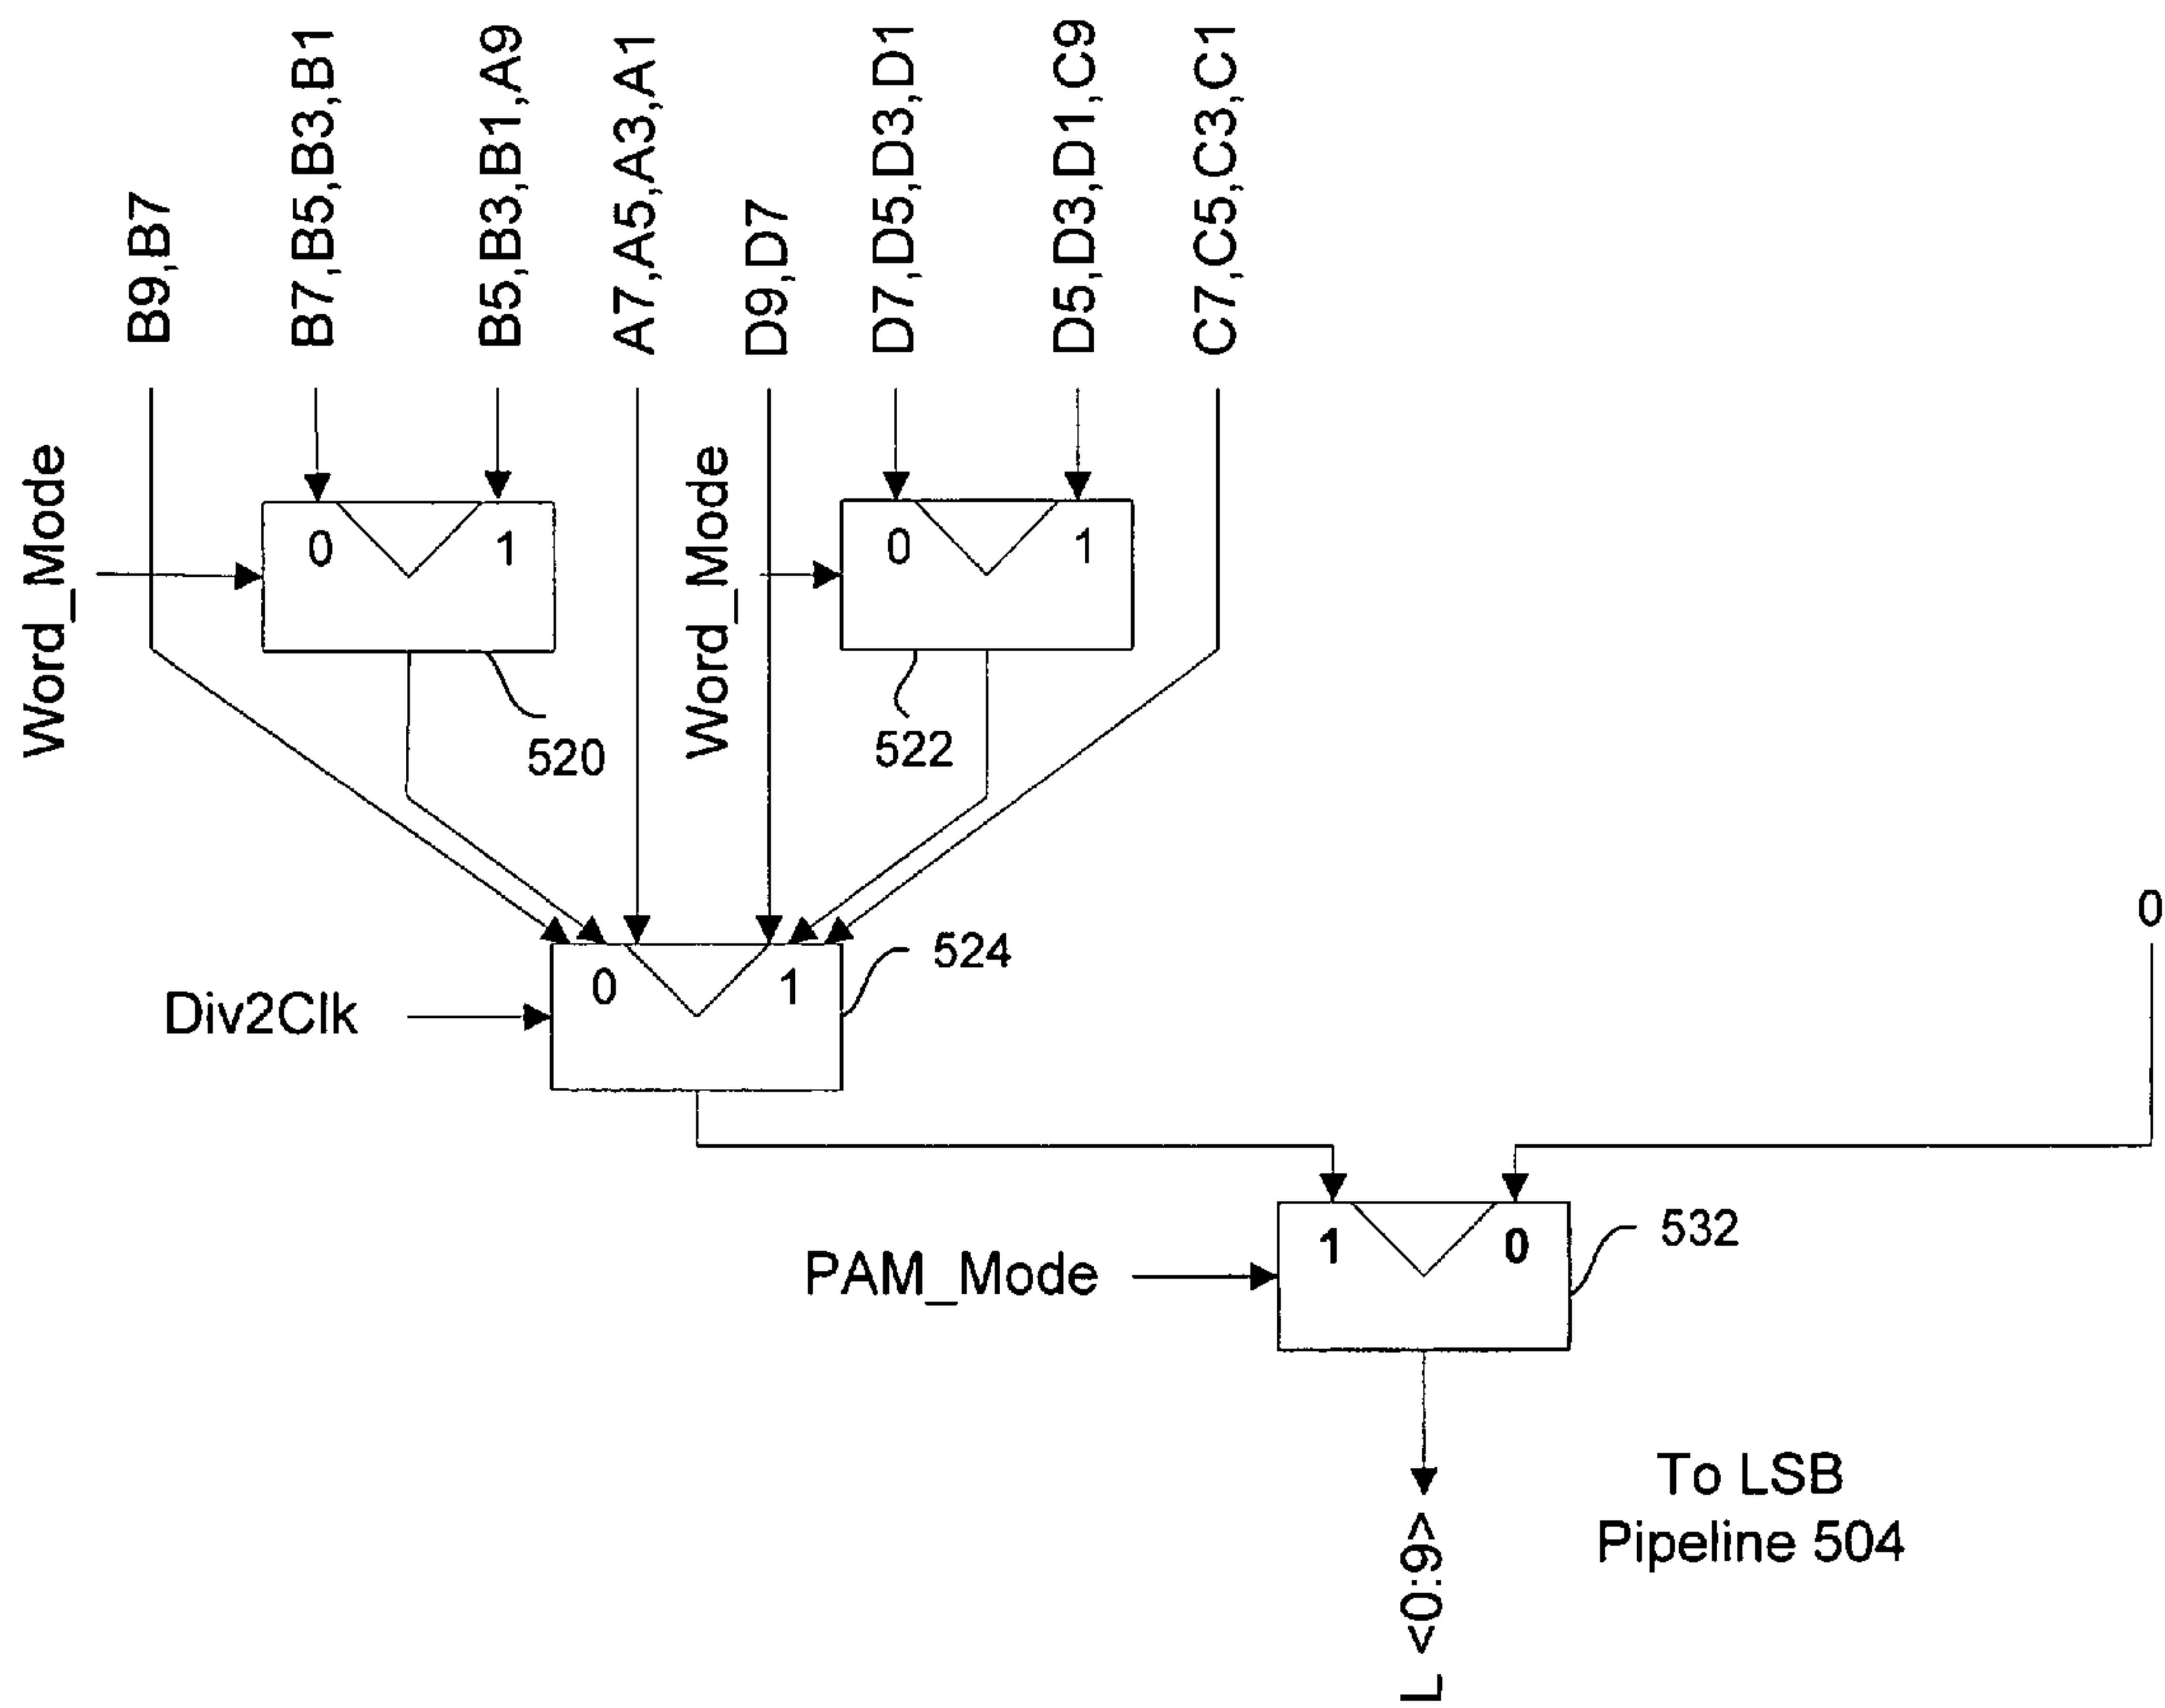 B9,B7
B7,B5,B3,B1
B5,B3,B1,A9
A7,A5,A3,A1
D9,D7
D7,D5,D3,D1
D5,D3,D1,C9
C7,C5,C3,C1
Word_Mode
0
1
Word_Mode
0
1
520
522
0
0
1
524
Div2Clk
1
0
532
PAM_Mode
To LSB
Pipeline 504
L <0:9>